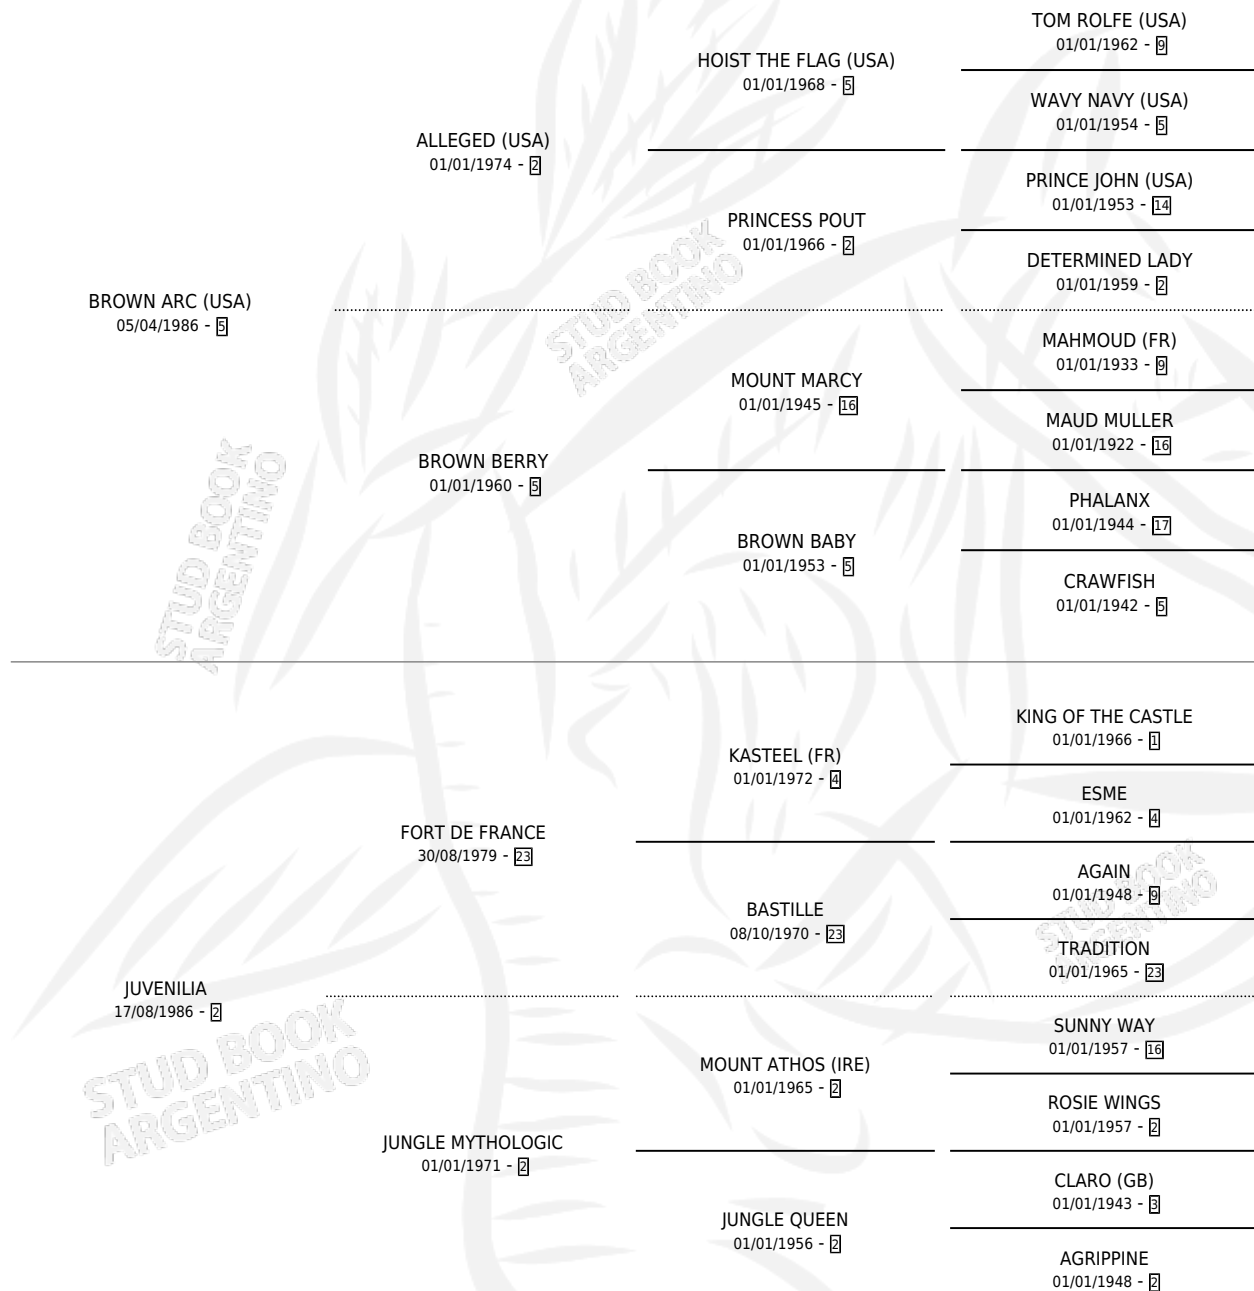 TOM ROLFE (USA)
01/01/1962 - 9
HOIST THE FLAG (USA)
01/01/1968 - 5
WAVY NAVY (USA)
01/01/1954 - 5
ALLEGED (USA)
01/01/1974 - 2
PRINCE JOHN (USA)
01/01/1953 - 14
PRINCESS POUT
01/01/1966 - 2
DETERMINED LADY
01/01/1959 - 2
BROWN ARC (USA)
05/04/1986 - 5
MAHMOUD (FR)
01/01/1933 - 9
MOUNT MARCY
01/01/1945 - 16
MAUD MULLER
01/01/1922 - 16
BROWN BERRY
01/01/1960 - 5
PHALANX
01/01/1944 - 17
BROWN BABY
01/01/1953 - 5
CRAWFISH
01/01/1942 - 5
KING OF THE CASTLE
01/01/1966 - 1
KASTEEL (FR)
01/01/1972 - 4
ESME
01/01/1962 - 4
FORT DE FRANCE
30/08/1979 - 23
AGAIN
01/01/1948 - 9
BASTILLE
08/10/1970 - 23
TRADITION
01/01/1965 - 23
JUVENILIA
17/08/1986 - 2
SUNNY WAY
01/01/1957 - 16
MOUNT ATHOS (IRE)
01/01/1965 - 2
ROSIE WINGS
01/01/1957 - 2
JUNGLE MYTHOLOGIC
01/01/1971 - 2
CLARO (GB)
01/01/1943 - 3
JUNGLE QUEEN
01/01/1956 - 2
AGRIPPINE
01/01/1948 - 2
STUD BOOK
ARGENTINO
STUD BOOK
ARGENTINO
STUD BOOK
ARGENTINO
STUD BOOK
ARGENTINO